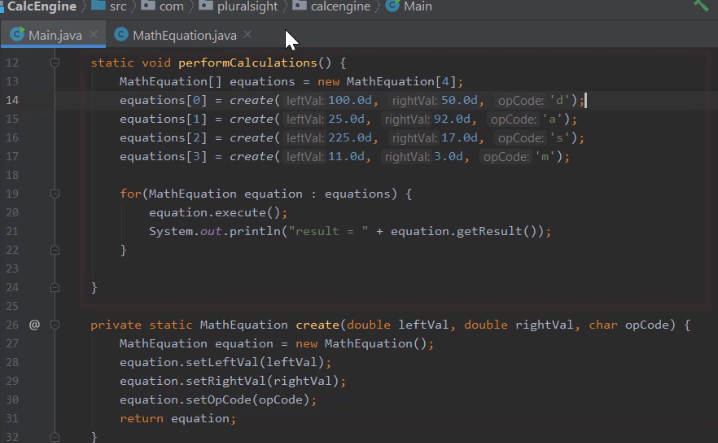 CalcEngine src com pluralsight calcengine Main
Main.java MathEquation.java
12 static void performCalculations() {
13 MathEquation[] equations = new MathEquation[4];
14 equations[0] = create( leftVal: 100.0d, rightVal: 50.0d, opCode: 'd');
15 equations[1] = create( leftVal: 25.0d, rightVal: 92.0d, opCode: 'a');
16 equations[2] = create( leftVal: 225.0d, rightVal: 17.0d, opCode: 's');
17 equations[3] = create( leftVal: 11.0d, rightVal: 3.0d, opCode: 'm');
18
19 for(MathEquation equation : equations) {
20 equation.execute();
21 System.out.println("result = " + equation.getResult());
22 }
23
24 }
25
26 @ private static MathEquation create(double leftVal, double rightVal, char opCode) {
27 MathEquation equation = new MathEquation();
28 equation.setLeftVal(leftVal);
29 equation.setRightVal(rightVal);
30 equation.setOpCode(opCode);
31 return equation;
32 }